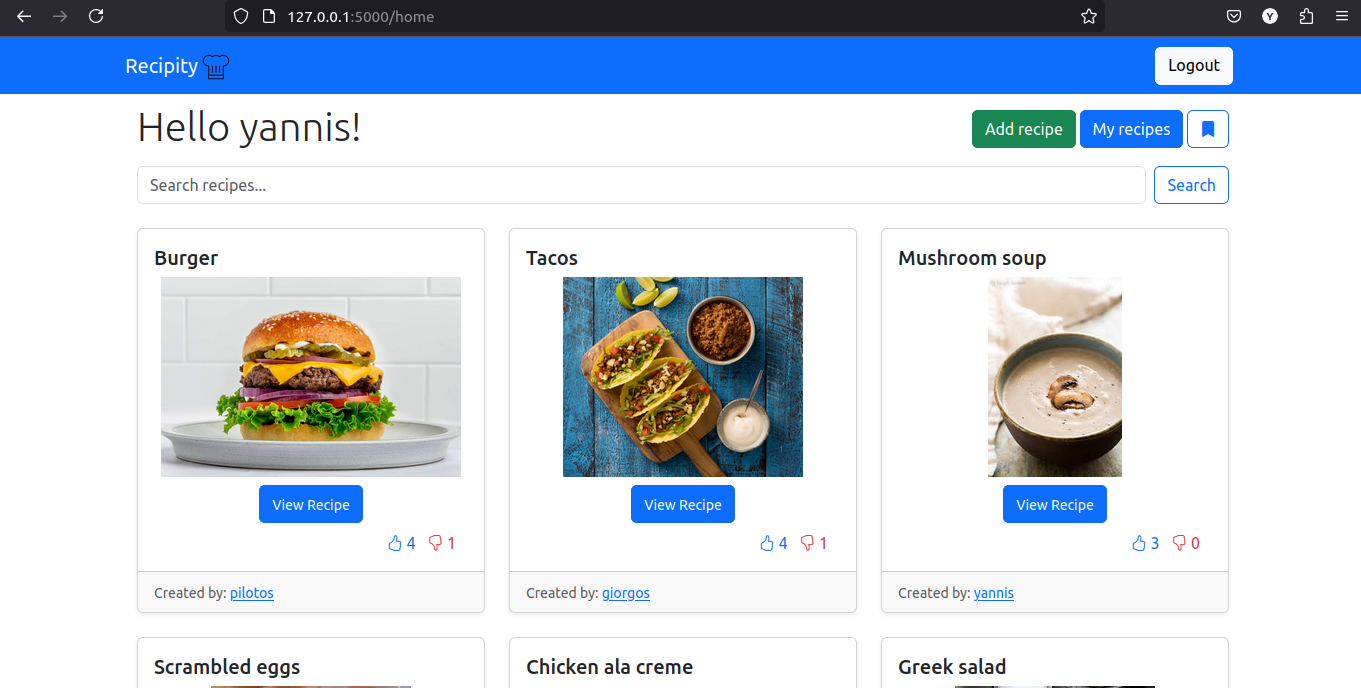 127.0.0.1:5000/home
Y
Recipity
Logout
Hello yannis!
Add recipe
My recipes
Search recipes...
Search
Burger
Tacos
Mushroom soup
View Recipe
View Recipe
View Recipe
4 1
4 1
3 0
Created by: pilotos
Created by: giorgos
Created by: yannis
Scrambled eggs
Chicken ala creme
Greek salad